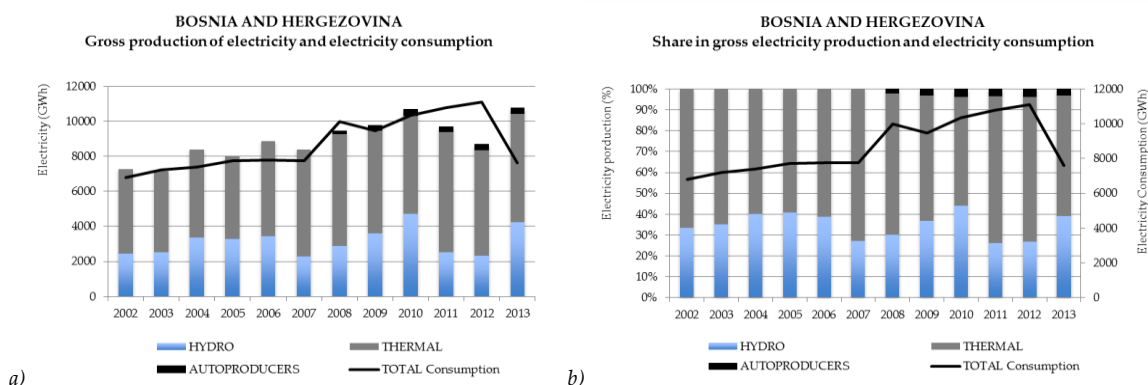 BOSNIA AND HERGEZOVINA
Gross production of electricity and electricity consumption
Electricity (GWh)
12000
10000
8000
6000
4000
2000
0
2002 2003 2004 2005 2006 2007 2008 2009 2010 2011 2012 2013
HYDRO THERMAL
AUTOPRODUCERS TOTAL Consumption
a)
BOSNIA AND HERGEZOVINA
Share in gross electricity production and electricity consumption
Electricity porduction (%)
100%
90%
80%
70%
60%
50%
40%
30%
20%
10%
0%
12000
10000
8000
6000
4000
2000
0
Electricity Consumption (GWh)
2002 2003 2004 2005 2006 2007 2008 2009 2010 2011 2012 2013
HYDRO THERMAL
AUTOPRODUCERS TOTAL Consumption
b)